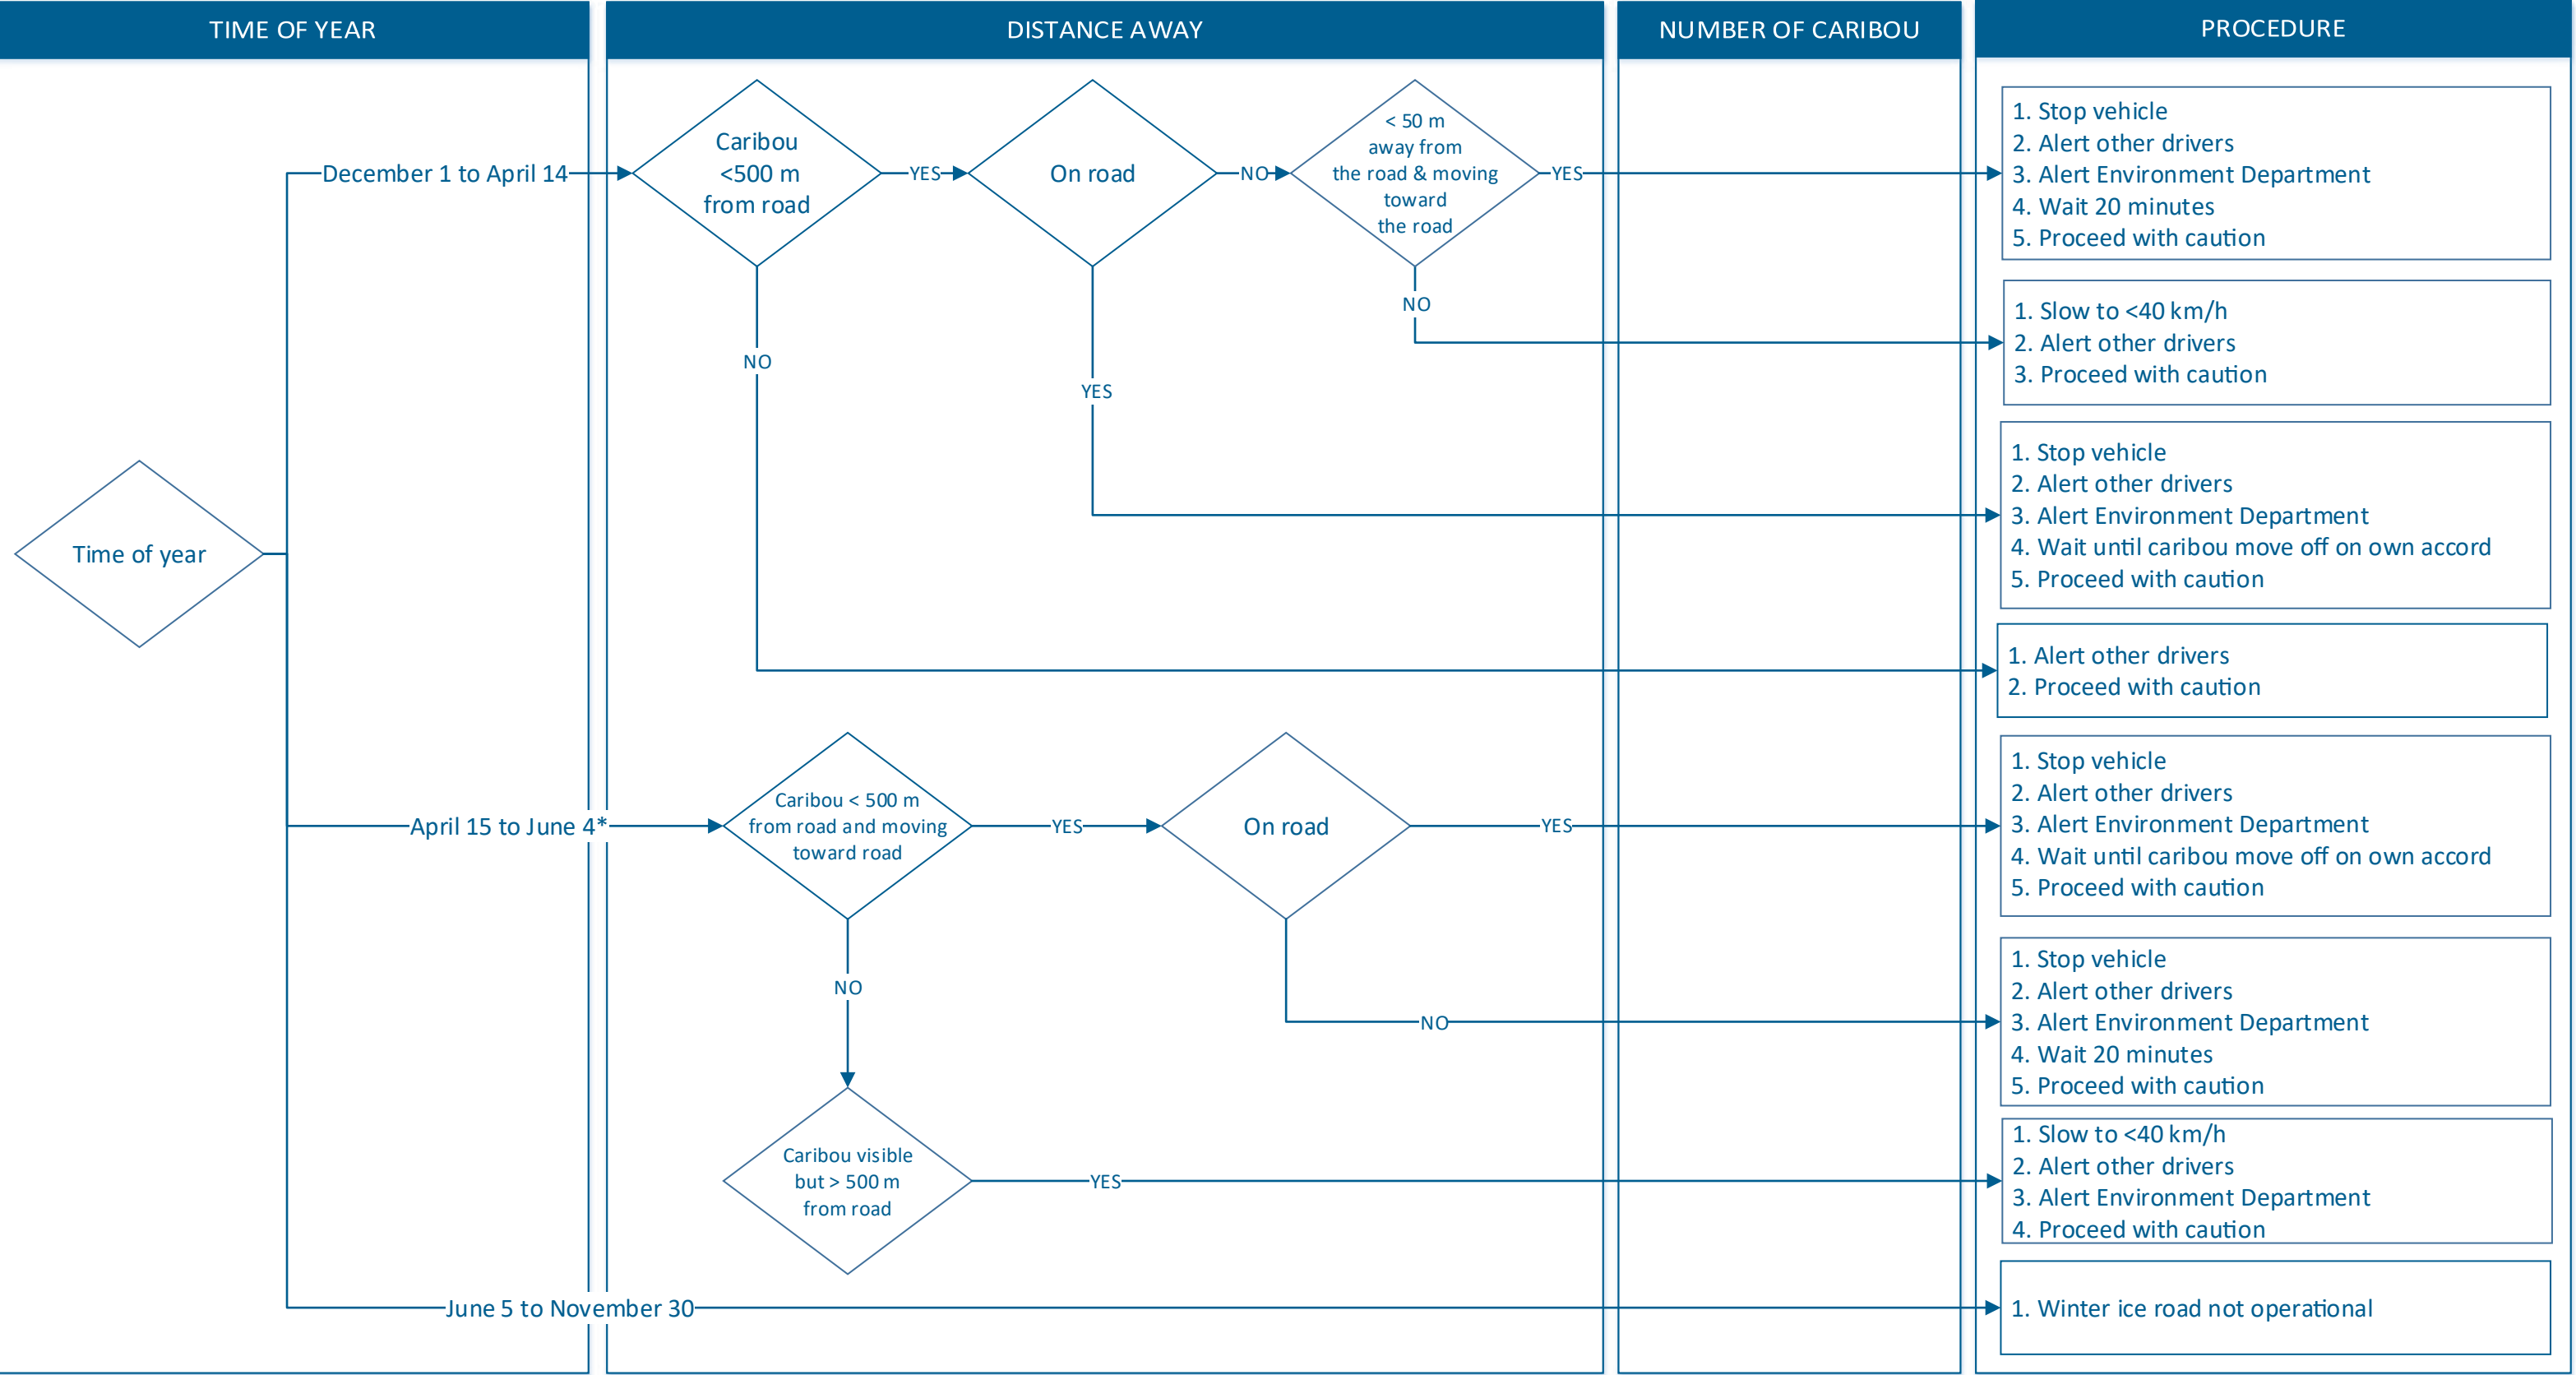 TIME OF YEAR
DISTANCE AWAY
NUMBER OF CARIBOU
PROCEDURE
Time of year
December 1 to April 14
Caribou
<500 m
from road
YES
On road
NO
< 50 m
away from
the road & moving
toward
the road
YES
1. Stop vehicle
2. Alert other drivers
3. Alert Environment Department
4. Wait 20 minutes
5. Proceed with caution
NO
1. Slow to <40 km/h
2. Alert other drivers
3. Proceed with caution
YES
1. Stop vehicle
2. Alert other drivers
3. Alert Environment Department
4. Wait until caribou move off on own accord
5. Proceed with caution
NO
1. Alert other drivers
2. Proceed with caution
April 15 to June 4*
Caribou < 500 m
from road and moving
toward road
YES
On road
YES
1. Stop vehicle
2. Alert other drivers
3. Alert Environment Department
4. Wait until caribou move off on own accord
5. Proceed with caution
NO
1. Stop vehicle
2. Alert other drivers
3. Alert Environment Department
4. Wait 20 minutes
5. Proceed with caution
NO
Caribou visible
but > 500 m
from road
YES
1. Slow to <40 km/h
2. Alert other drivers
3. Alert Environment Department
4. Proceed with caution
June 5 to November 30
1. Winter ice road not operational